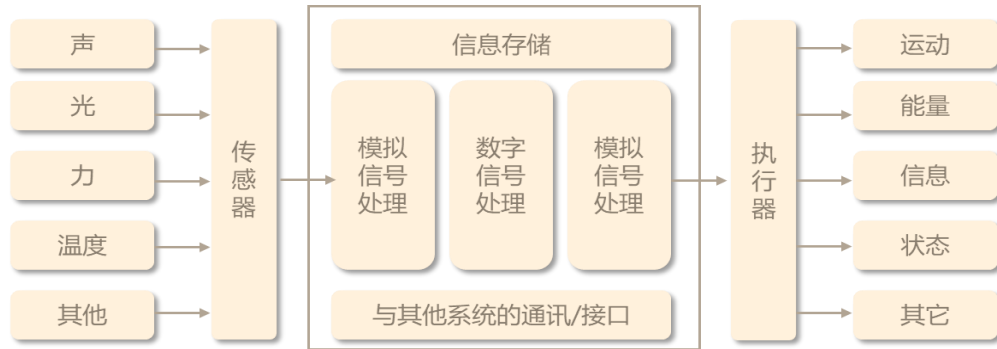 声
光
力
温度
其他
传
感
器
信息存储
模拟
信号
处理
数字
信号
处理
模拟
信号
处理
与其他系统的通讯/接口
执
行
器
运动
能量
信息
状态
其它